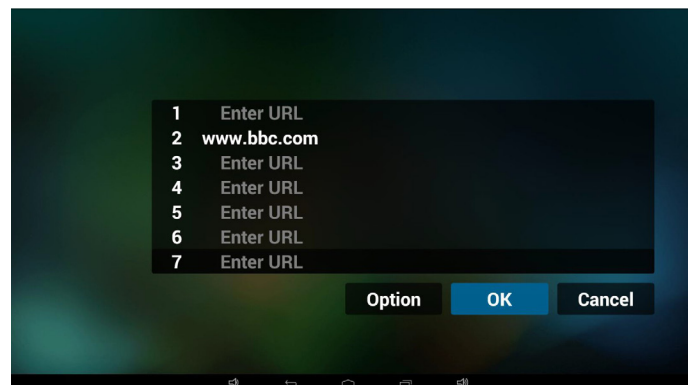 1 Enter URL
2 www.bbc.com
3 Enter URL
4 Enter URL
5 Enter URL
6 Enter URL
7 Enter URL
Option OK Cancel